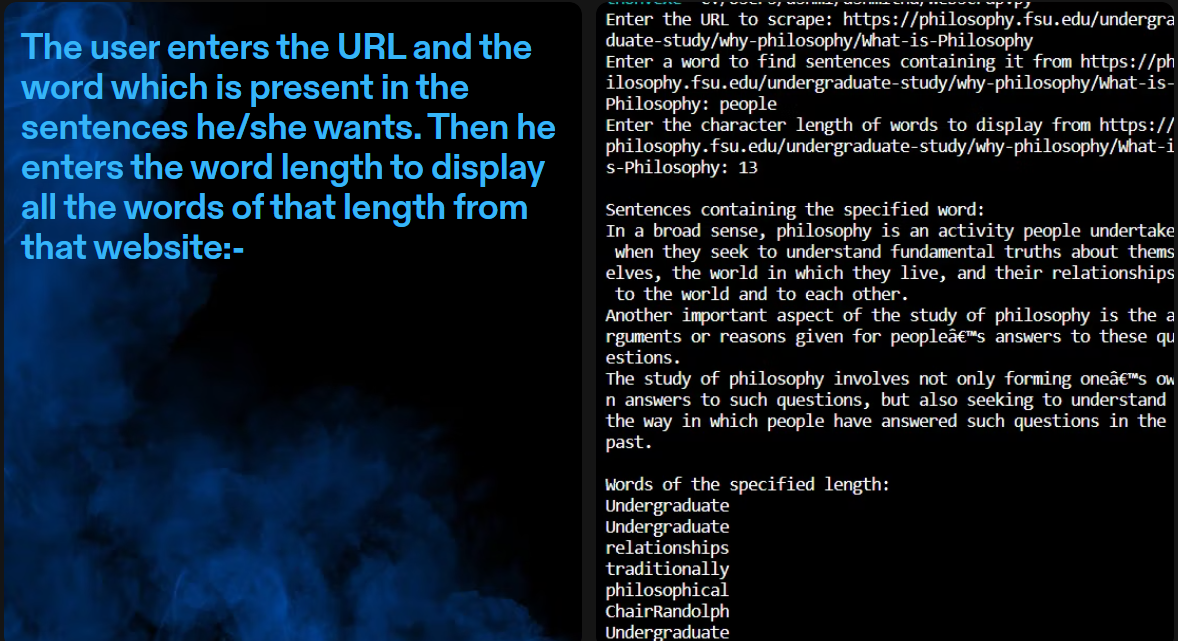 The user enters the URL and the
word which is present in the
sentences he/she wants. Then he
enters the word length to display
all the words of that length from
that website:-
Enter the URL to scrape: https://philosophy.fsu.edu/undergra
duate-study/why-philosophy/What-is-Philosophy
Enter a word to find sentences containing it from https://ph
ilosophy.fsu.edu/undergraduate-study/why-philosophy/What-is-
Philosophy: people
Enter the character length of words to display from https://
philosophy.fsu.edu/undergraduate-study/why-philosophy/What-i
s-Philosophy: 13
Sentences containing the specified word:
In a broad sense, philosophy is an activity people undertake
when they seek to understand fundamental truths about thems
elves, the world in which they live, and their relationships
to the world and to each other.
Another important aspect of the study of philosophy is the a
rguments or reasons given for peopleâ€™s answers to these qu
estions.
The study of philosophy involves not only forming oneâ€™s ow
n answers to such questions, but also seeking to understand
the way in which people have answered such questions in the
past.
Words of the specified length:
Undergraduate
Undergraduate
relationships
traditionally
philosophical
ChairRandolph
Undergraduate